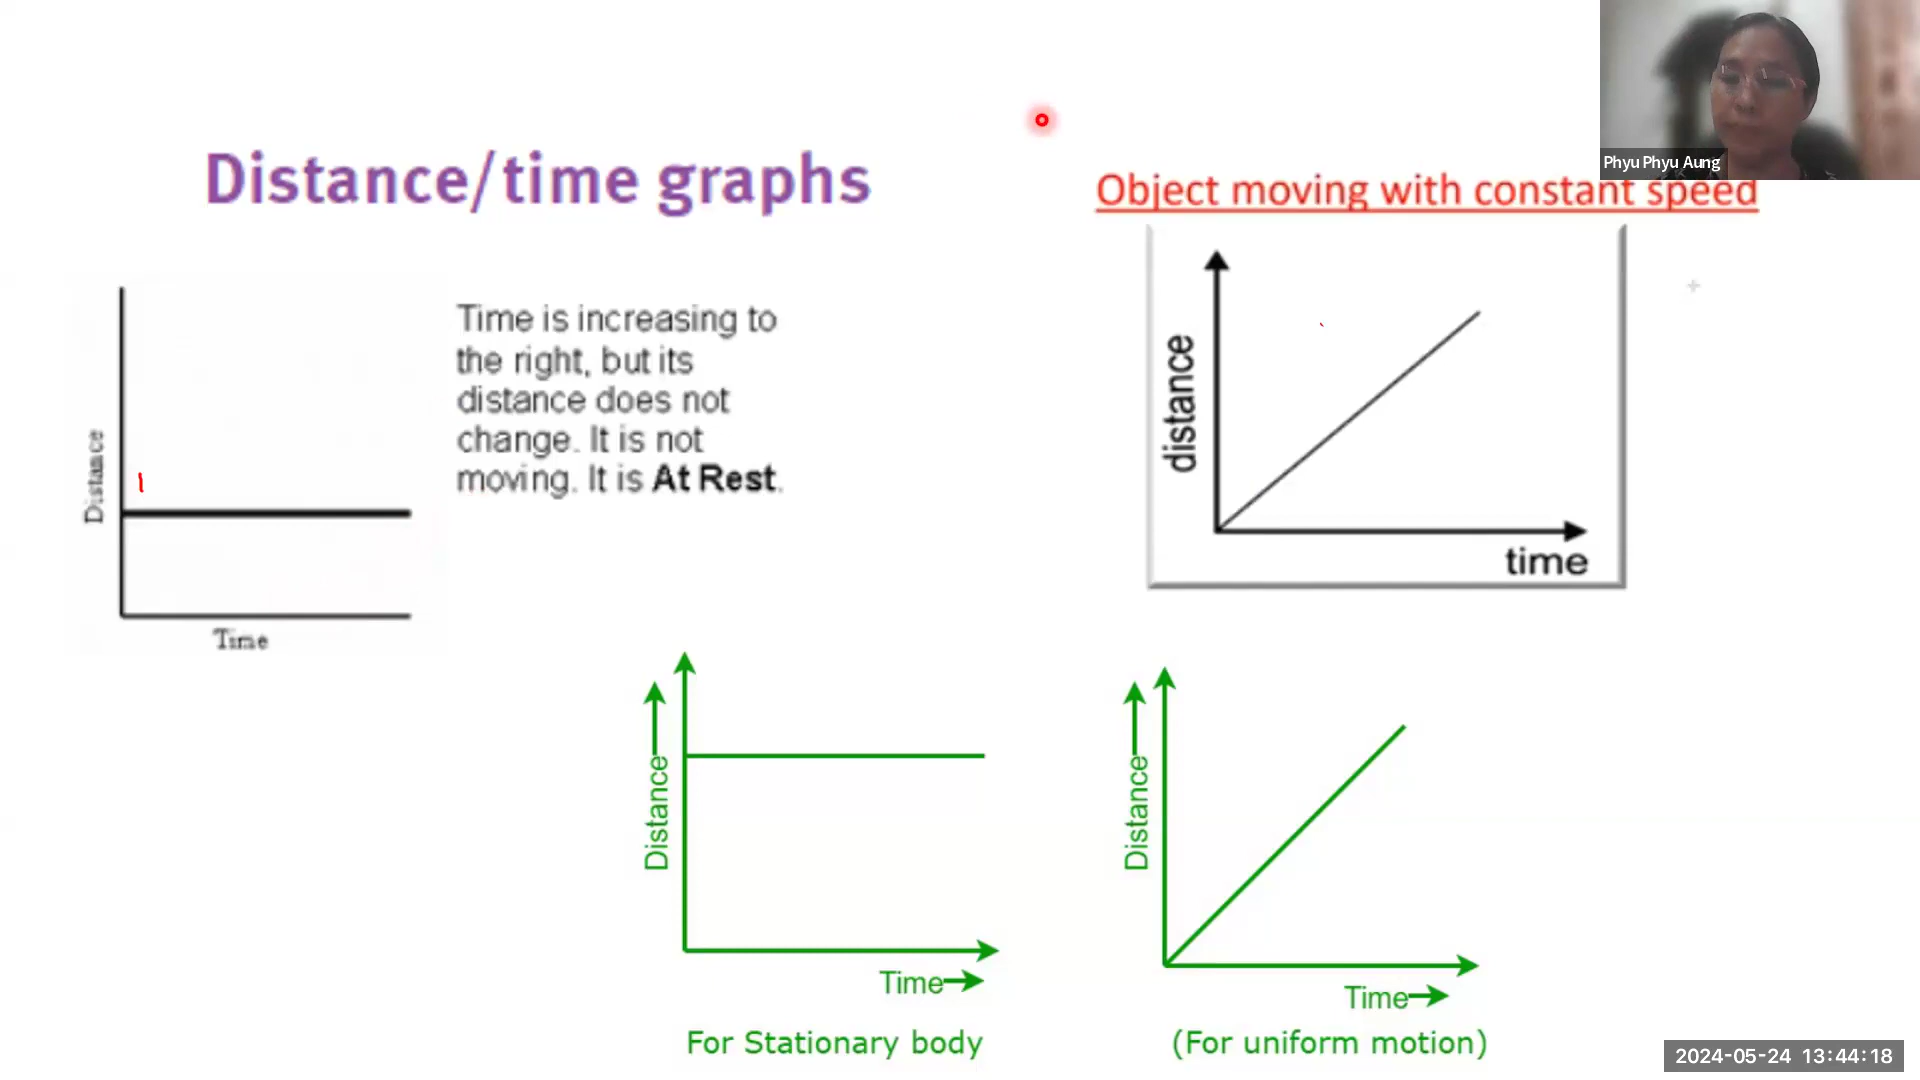 Phyu Phyu Aung
Distance/time graphs
Object moving with constant speed
Distance
Time
Time is increasing to
the right, but its
distance does not
change. It is not
moving. It is At Rest.
distance
time
Distance
Time
For Stationary body
Distance
Time
(For uniform motion)
2024-05-24 13:44:18